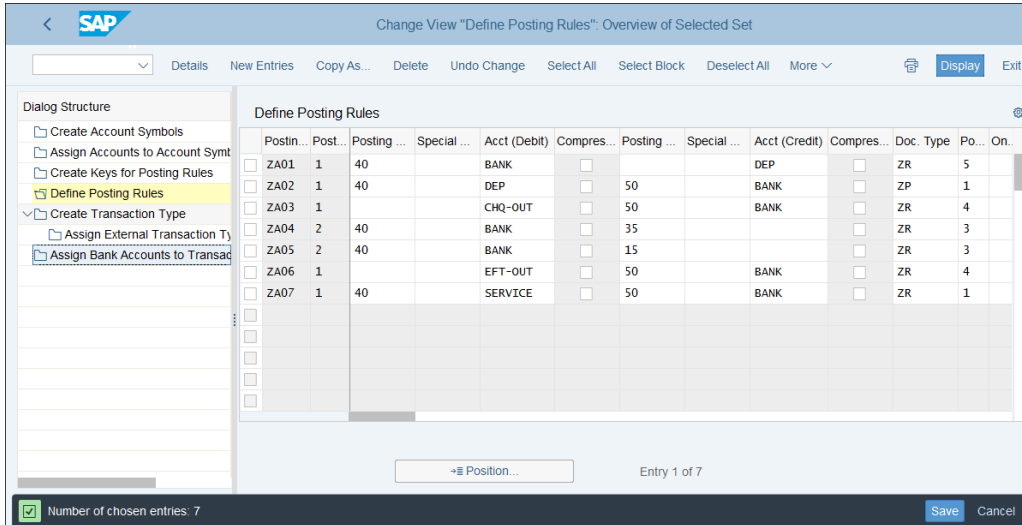 SAP Change View "Define Posting Rules": Overview of Selected Set
Details New Entries Copy As... Delete Undo Change Select All Select Block Deselect All More Display Exit
Dialog Structure
Create Account Symbols
Assign Accounts to Account Symb
Create Keys for Posting Rules
Define Posting Rules
Create Transaction Type
Assign External Transaction Ty
Assign Bank Accounts to Transac
Define Posting Rules
Postin... Post... Posting ... Special ... Acct (Debit) Compres... Posting ... Special ... Acct (Credit) Compres... Doc. Type Po... On..
ZA01 1 40 BANK DEP ZR 5
ZA02 1 40 DEP 50 BANK ZP 1
ZA03 1 CHQ-OUT 50 BANK ZR 4
ZA04 2 40 BANK 35 ZR 3
ZA05 2 40 BANK 15 ZR 3
ZA06 1 EFT-OUT 50 BANK ZR 4
ZA07 1 40 SERVICE 50 BANK ZR 1
Position... Entry 1 of 7
Number of chosen entries: 7 Save Cancel